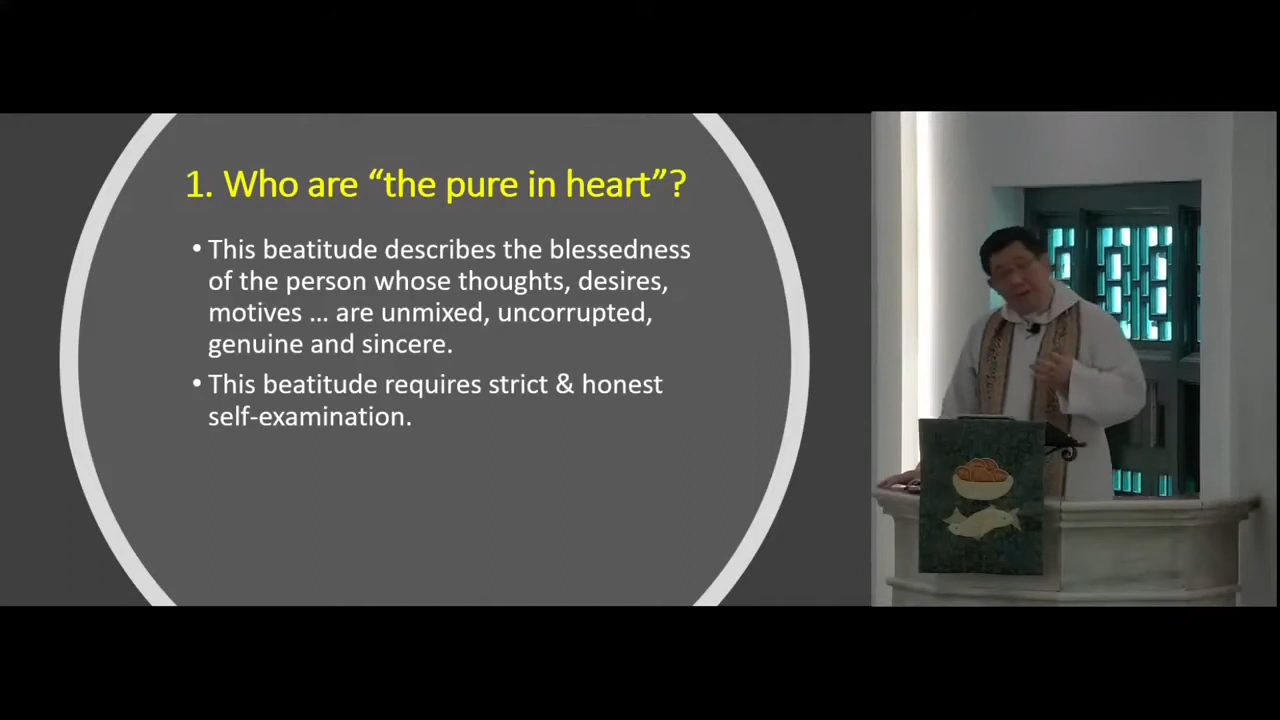 1. Who are “the pure in heart”?
• This beatitude describes the blessedness
of the person whose thoughts, desires,
motives ... are unmixed, uncorrupted,
genuine and sincere.
• This beatitude requires strict & honest
self-examination.